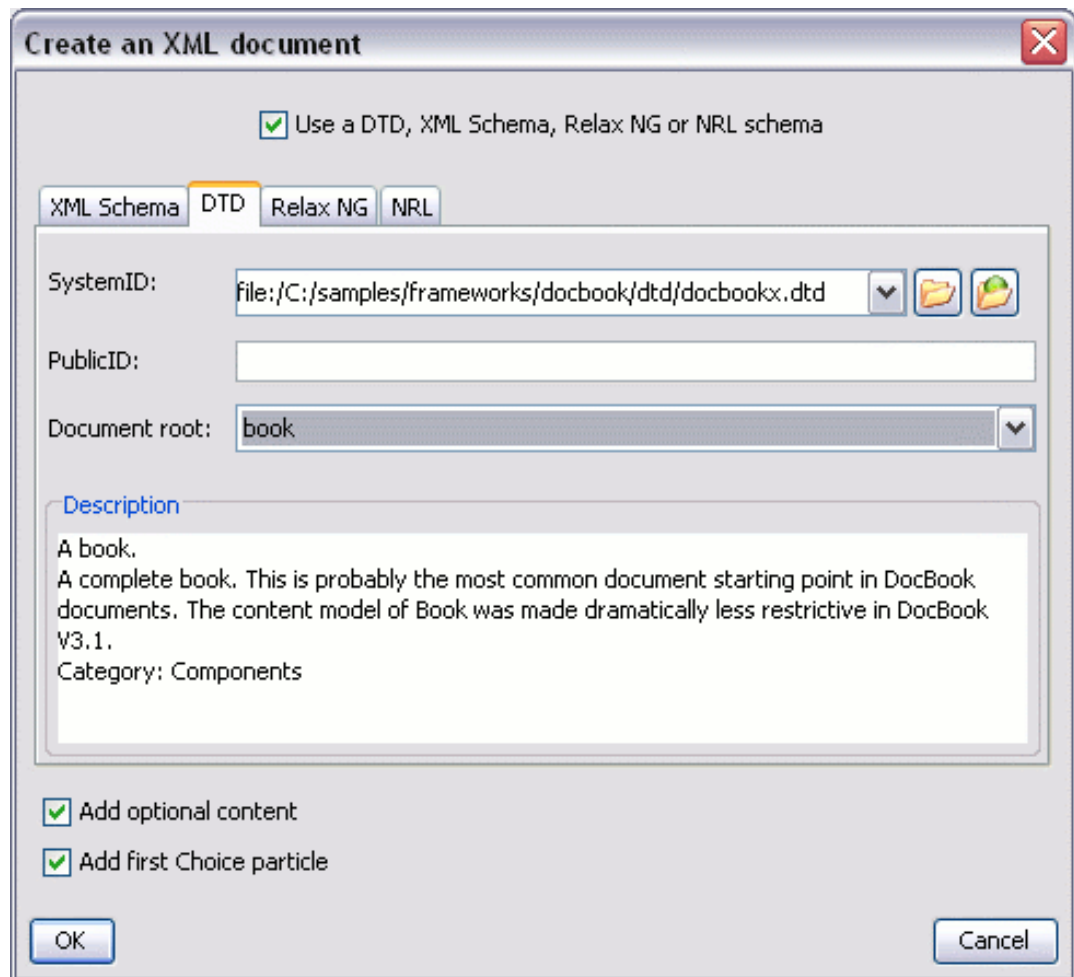 Create an XML document
Use a DTD, XML Schema, Relax NG or NRL schema
XML Schema DTD Relax NG NRL
SystemID: file:/C:/samples/frameworks/docbook/dtd/docbookx.dtd
PublicID:
Document root: book
Description
A book.
A complete book. This is probably the most common document starting point in DocBook
documents. The content model of Book was made dramatically less restrictive in DocBook
V3.1.
Category: Components
Add optional content
Add first Choice particle
OK Cancel